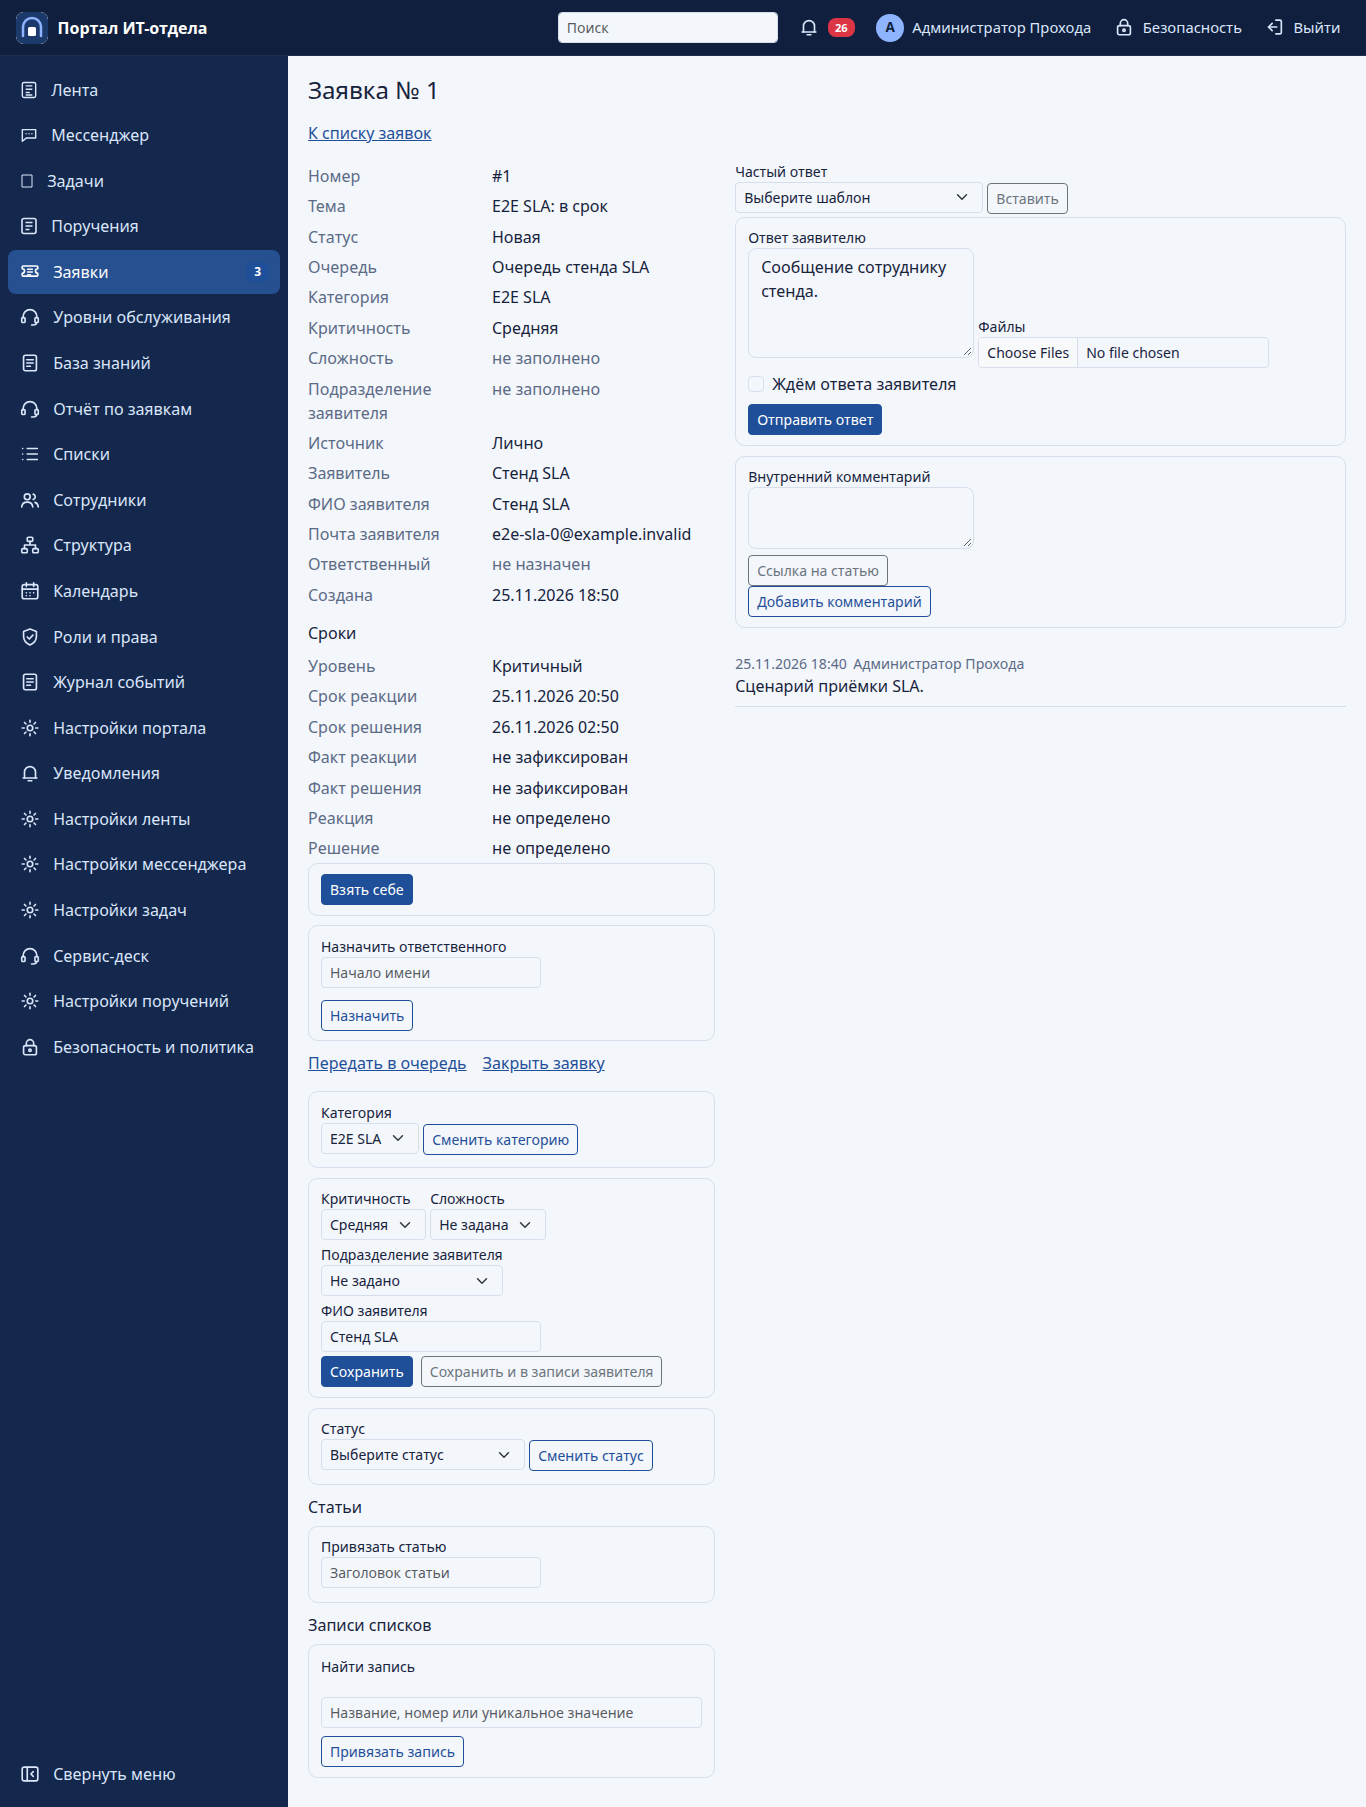 Портал ИТ-отдела
Поиск
26
А
Администратор Прохода
Безопасность
Выйти
Лента
Мессенджер
Задачи
Поручения
Заявки 3
Уровни обслуживания
База знаний
Отчёт по заявкам
Списки
Сотрудники
Структура
Календарь
Роли и права
Журнал событий
Настройки портала
Уведомления
Настройки ленты
Настройки мессенджера
Настройки задач
Сервис-деск
Настройки поручений
Безопасность и политика
Свернуть меню
Заявка № 1
К списку заявок
Номер #1
Тема E2E SLA: в срок
Статус Новая
Очередь Очередь стенда SLA
Категория E2E SLA
Критичность Средняя
Сложность не заполнено
Подразделение не заполнено
заявителя
Источник Лично
Заявитель Стенд SLA
ФИО заявителя Стенд SLA
Почта заявителя e2e-sla-0@example.invalid
Ответственный не назначен
Создана 25.11.2026 18:50
Сроки
Уровень Критичный
Срок реакции 25.11.2026 20:50
Срок решения 26.11.2026 02:50
Факт реакции не зафиксирован
Факт решения не зафиксирован
Реакция не определено
Решение не определено
Взять себе
Назначить ответственного
Начало имени
Назначить
Передать в очередь Закрыть заявку
Категория
E2E SLA Сменить категорию
Критичность Сложность
Средняя Не задана
Подразделение заявителя
Не задано
ФИО заявителя
Стенд SLA
Сохранить Сохранить и в записи заявителя
Статус
Выберите статус Сменить статус
Статьи
Привязать статью
Заголовок статьи
Записи списков
Найти запись
Название, номер или уникальное значение
Привязать запись
Частый ответ
Выберите шаблон Вставить
Ответ заявителю
Сообщение сотруднику
стенда.
Файлы
Choose Files No file chosen
Ждём ответа заявителя
Отправить ответ
Внутренний комментарий
Ссылка на статью
Добавить комментарий
25.11.2026 18:40 Администратор Прохода
Сценарий приёмки SLA.